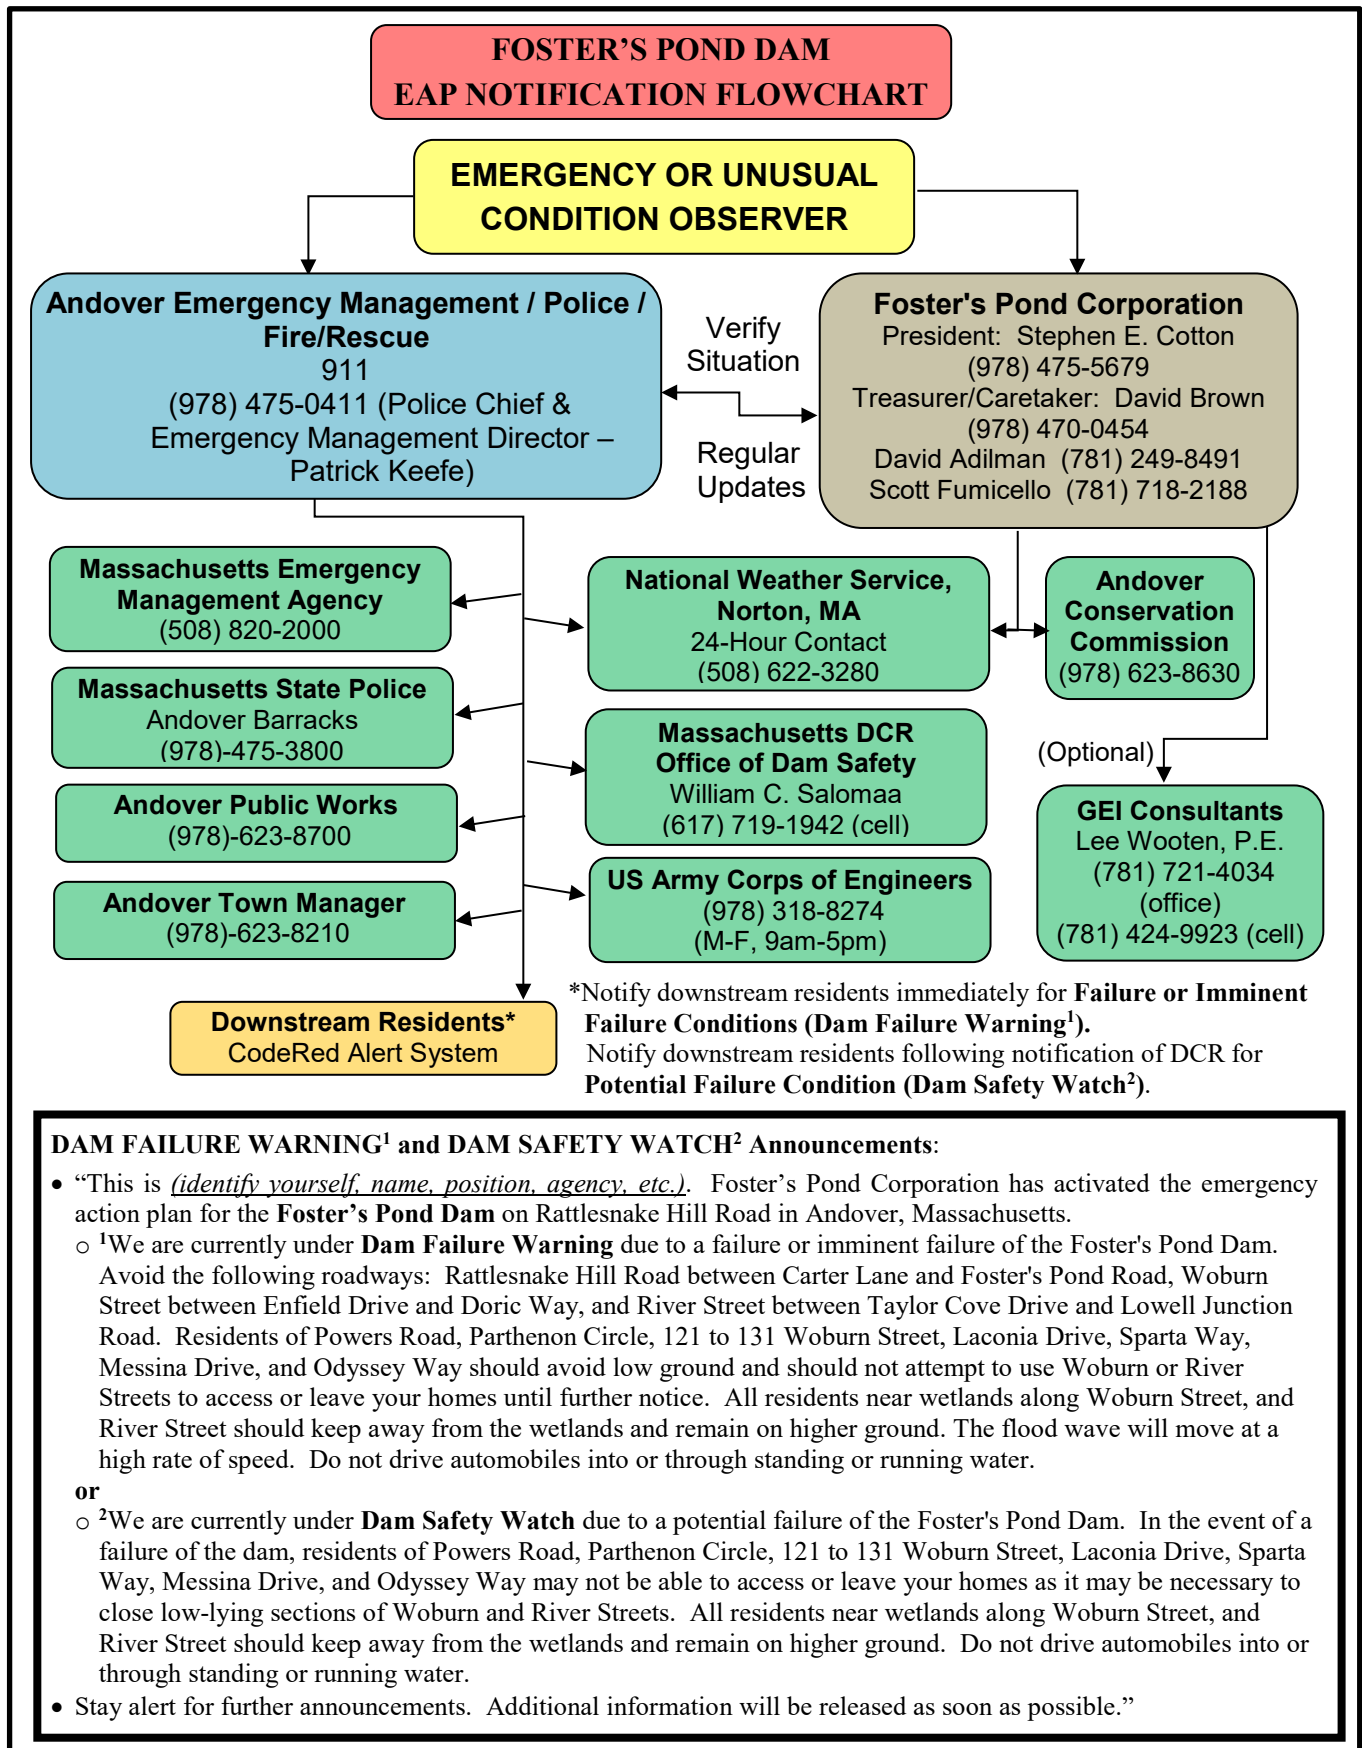 FOSTER’S POND DAM
EAP NOTIFICATION FLOWCHART
EMERGENCY OR UNUSUAL
CONDITION OBSERVER
Andover Emergency Management / Police /
Fire/Rescue
911
(978) 475-0411 (Police Chief &
Emergency Management Director –
Patrick Keefe)
Verify
Situation
Regular
Updates
Foster's Pond Corporation
President: Stephen E. Cotton
(978) 475-5679
Treasurer/Caretaker: David Brown
(978) 470-0454
David Adilman (781) 249-8491
Scott Fumicello (781) 718-2188
Massachusetts Emergency
Management Agency
(508) 820-2000
Massachusetts State Police
Andover Barracks
(978)-475-3800
Andover Public Works
(978)-623-8700
Andover Town Manager
(978)-623-8210
National Weather Service,
Norton, MA
24-Hour Contact
(508) 622-3280
Massachusetts DCR
Office of Dam Safety
William C. Salomaa
(617) 719-1942 (cell)
US Army Corps of Engineers
(978) 318-8274
(M-F, 9am-5pm)
Andover
Conservation
Commission
(978) 623-8630
(Optional)
GEI Consultants
Lee Wooten, P.E.
(781) 721-4034
(office)
(781) 424-9923 (cell)
Downstream Residents*
CodeRed Alert System
*Notify downstream residents immediately for Failure or Imminent
Failure Conditions (Dam Failure Warning¹).
Notify downstream residents following notification of DCR for
Potential Failure Condition (Dam Safety Watch²).
DAM FAILURE WARNING¹ and DAM SAFETY WATCH² Announcements:
• “This is (identify yourself, name, position, agency, etc.). Foster’s Pond Corporation has activated the emergency
action plan for the Foster’s Pond Dam on Rattlesnake Hill Road in Andover, Massachusetts.
o ¹We are currently under Dam Failure Warning due to a failure or imminent failure of the Foster's Pond Dam.
Avoid the following roadways: Rattlesnake Hill Road between Carter Lane and Foster's Pond Road, Woburn
Street between Enfield Drive and Doric Way, and River Street between Taylor Cove Drive and Lowell Junction
Road. Residents of Powers Road, Parthenon Circle, 121 to 131 Woburn Street, Laconia Drive, Sparta Way,
Messina Drive, and Odyssey Way should avoid low ground and should not attempt to use Woburn or River
Streets to access or leave your homes until further notice. All residents near wetlands along Woburn Street, and
River Street should keep away from the wetlands and remain on higher ground. The flood wave will move at a
high rate of speed. Do not drive automobiles into or through standing or running water.
or
o ²We are currently under Dam Safety Watch due to a potential failure of the Foster's Pond Dam. In the event of a
failure of the dam, residents of Powers Road, Parthenon Circle, 121 to 131 Woburn Street, Laconia Drive, Sparta
Way, Messina Drive, and Odyssey Way may not be able to access or leave your homes as it may be necessary to
close low-lying sections of Woburn and River Streets. All residents near wetlands along Woburn Street, and
River Street should keep away from the wetlands and remain on higher ground. Do not drive automobiles into or
through standing or running water.
• Stay alert for further announcements. Additional information will be released as soon as possible.”